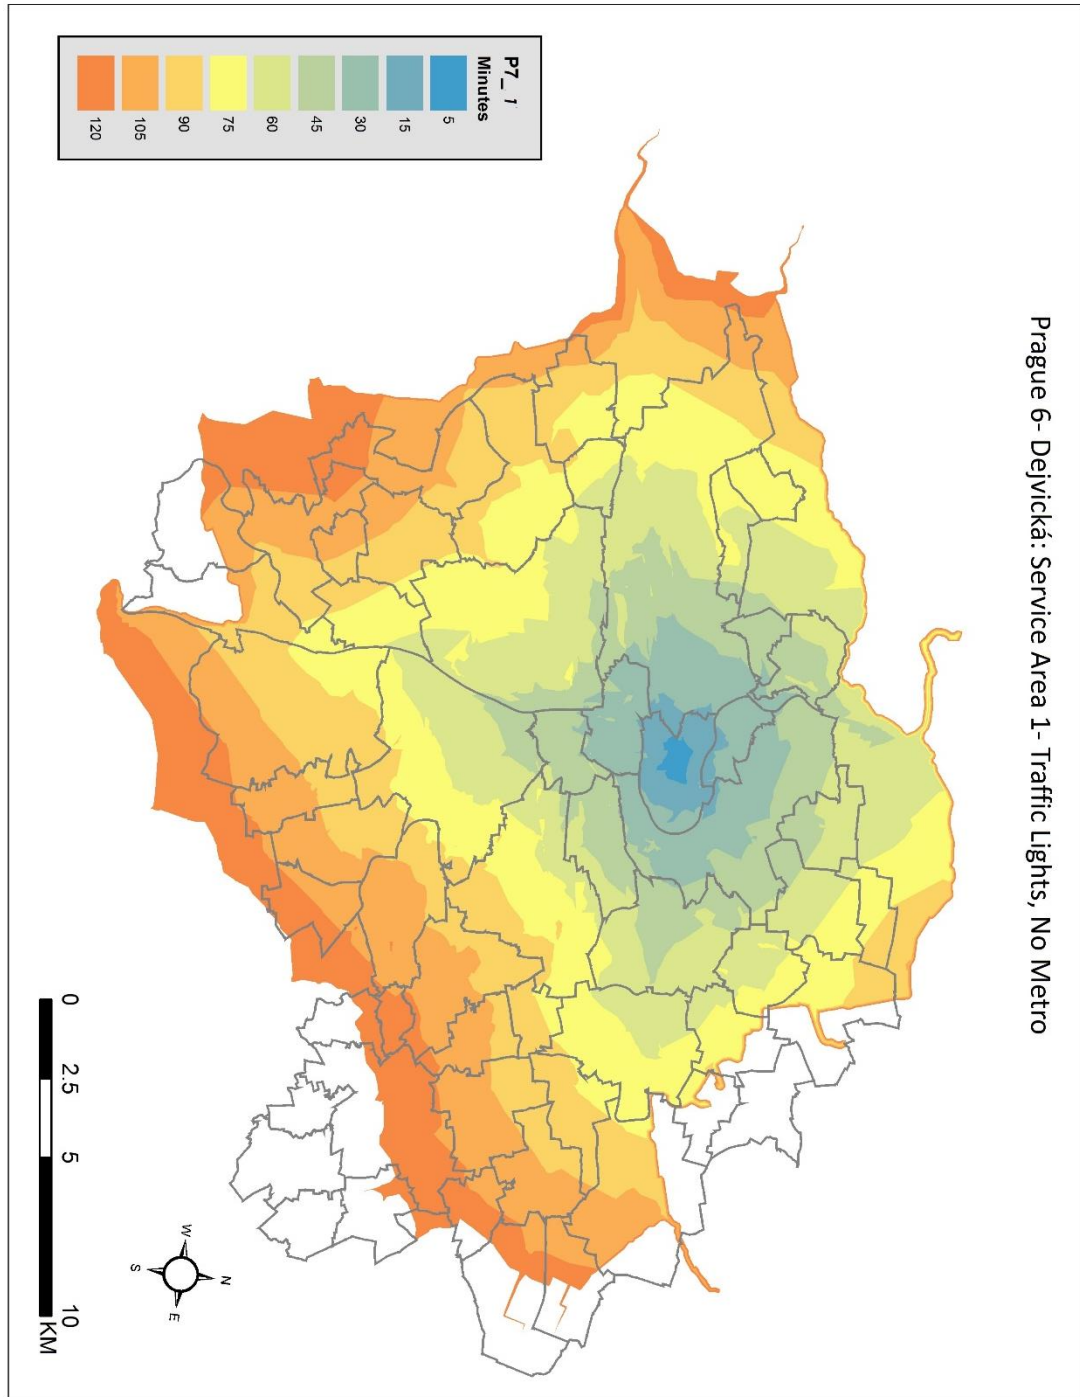 Prague 6- Dejvická: Service Area 1- Traffic Lights, No Metro
P7_1
Minutes
5
15
30
45
60
75
90
105
120
0 2.5 5 10
KM
N
W
E
S